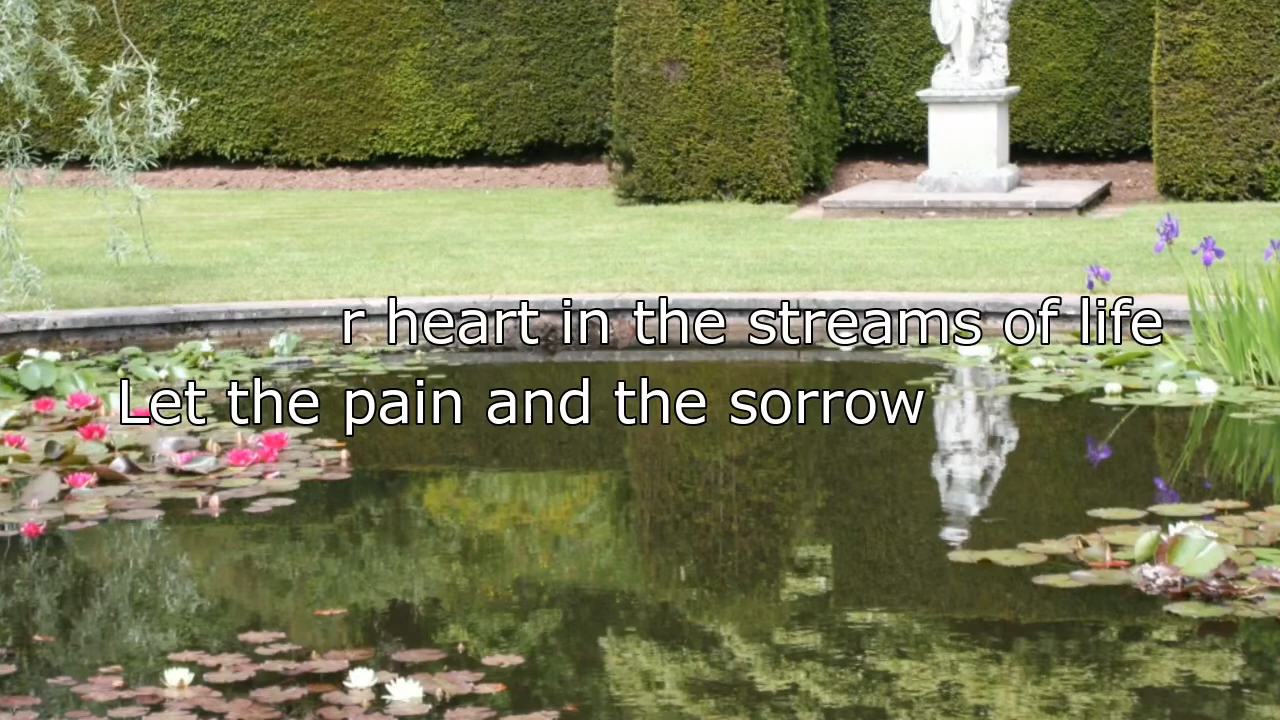 r heart in the streams of life
Let the pain and the sorrow